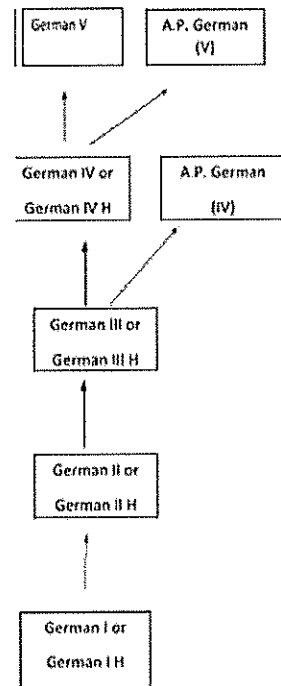 German V
A.P. German
(V)
German IV or
German IV H
A.P. German
(IV)
German III or
German III H
German II or
German II H
German I or
German I H